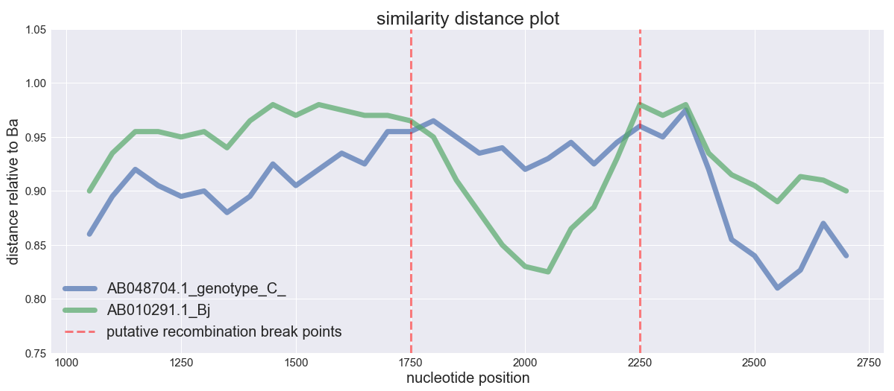 similarity distance plot
1.05
1.00
0.95
0.90
0.85
0.80
0.75
distance relative to Ba
AB048704.1_genotype_C_
AB010291.1_Bj
putative recombination break points
1000 1250 1500 1750 2000 2250 2500 2750
nucleotide position